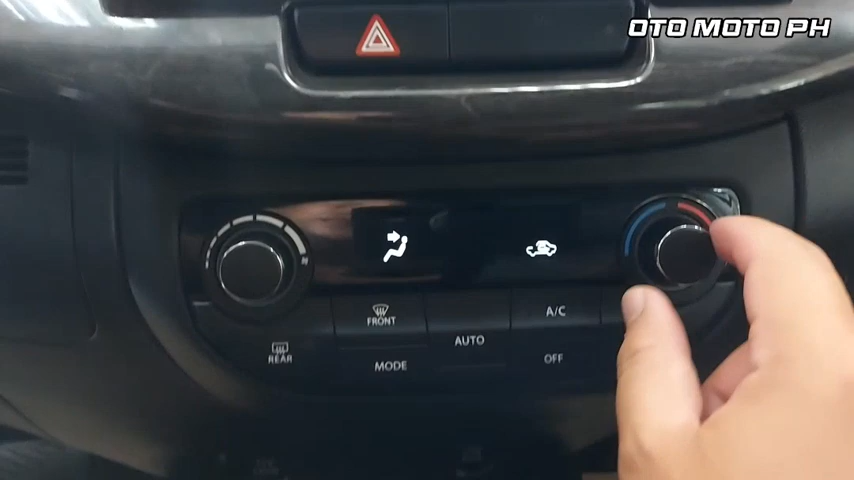 OTO MOTO PH
FRONT
A/C
REAR
MODE
AUTO
OFF